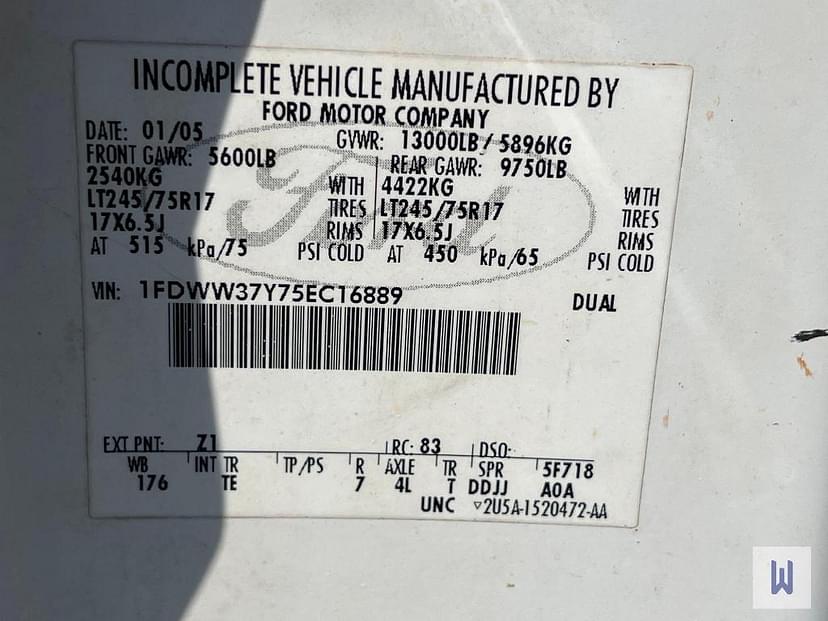 INCOMPLETE VEHICLE MANUFACTURED BY
FORD MOTOR COMPANY
DATE: 01/05 GVWR: 13000LB / 5896KG
FRONT GAWR: 5600LB REAR GAWR: 9750LB
2540KG WITH 4422KG WITH
LT245/75R17 TIRES LT245/75R17 TIRES
17X6.5J RIMS 17X6.5J RIMS
AT 515 kPa/75 PSI COLD AT 450 kPa/65 PSI COLD
VIN: 1FDWW37Y75EC16889 DUAL
EXT PNT: Z1 RC: 83 DSO:
WB INT TR TP/PS R AXLE TR SPR 5F718
176 TE 7 4L T DDJJ A0A
UNC ▽2U5A-1520472-AA
Ford
W